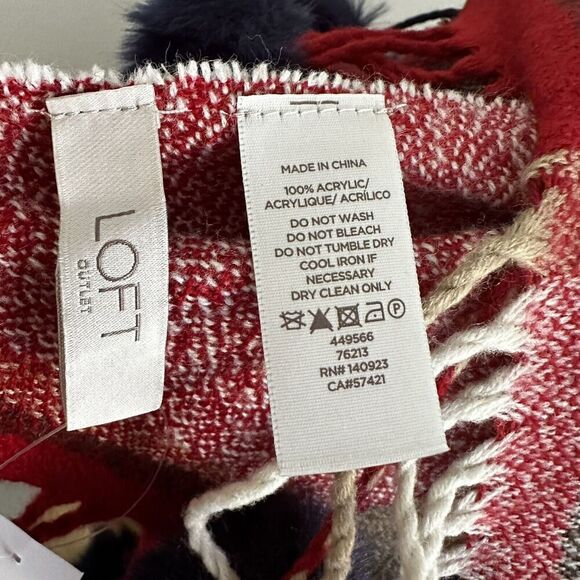 LOFT
OUTLET
MADE IN CHINA
100% ACRYLIC/
ACRYLIQUE/ ACRÍLICO
DO NOT WASH
DO NOT BLEACH
DO NOT TUMBLE DRY
COOL IRON IF
NECESSARY
DRY CLEAN ONLY
P
449566
76213
RN# 140923
CA#57421